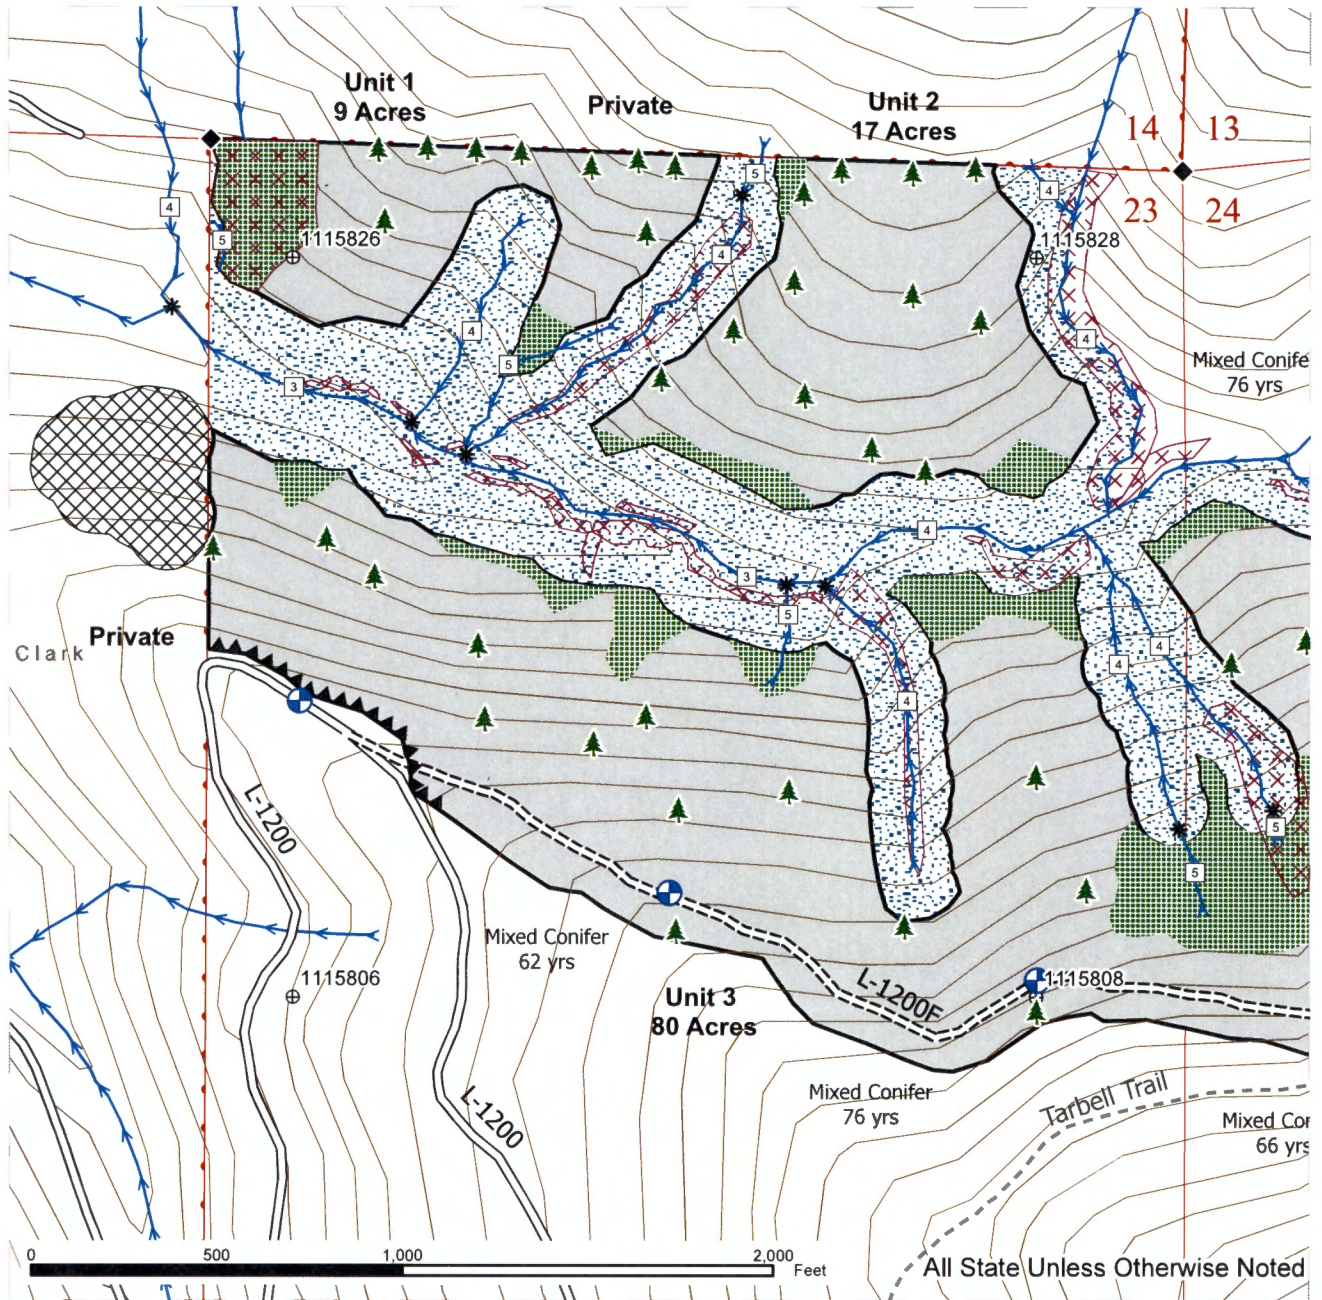 Unit 1
9 Acres
Private
Unit 2
17 Acres
14
13
23
24
4
5
4
5
1115826
5
4
4
1115828
4
4
5
3
Mixed Conife
76 yrs
4
3
5
4
4
4
Private
Clark
5
5
L-1200
Mixed Conifer
62 yrs
1115806
Unit 3
80 Acres
L-1200F
1115808
L-1200
Mixed Conifer
76 yrs
Tarbell Trail
Mixed Con
66 yrs
0
500
1,000
2,000
Feet
All State Unless Otherwise Noted